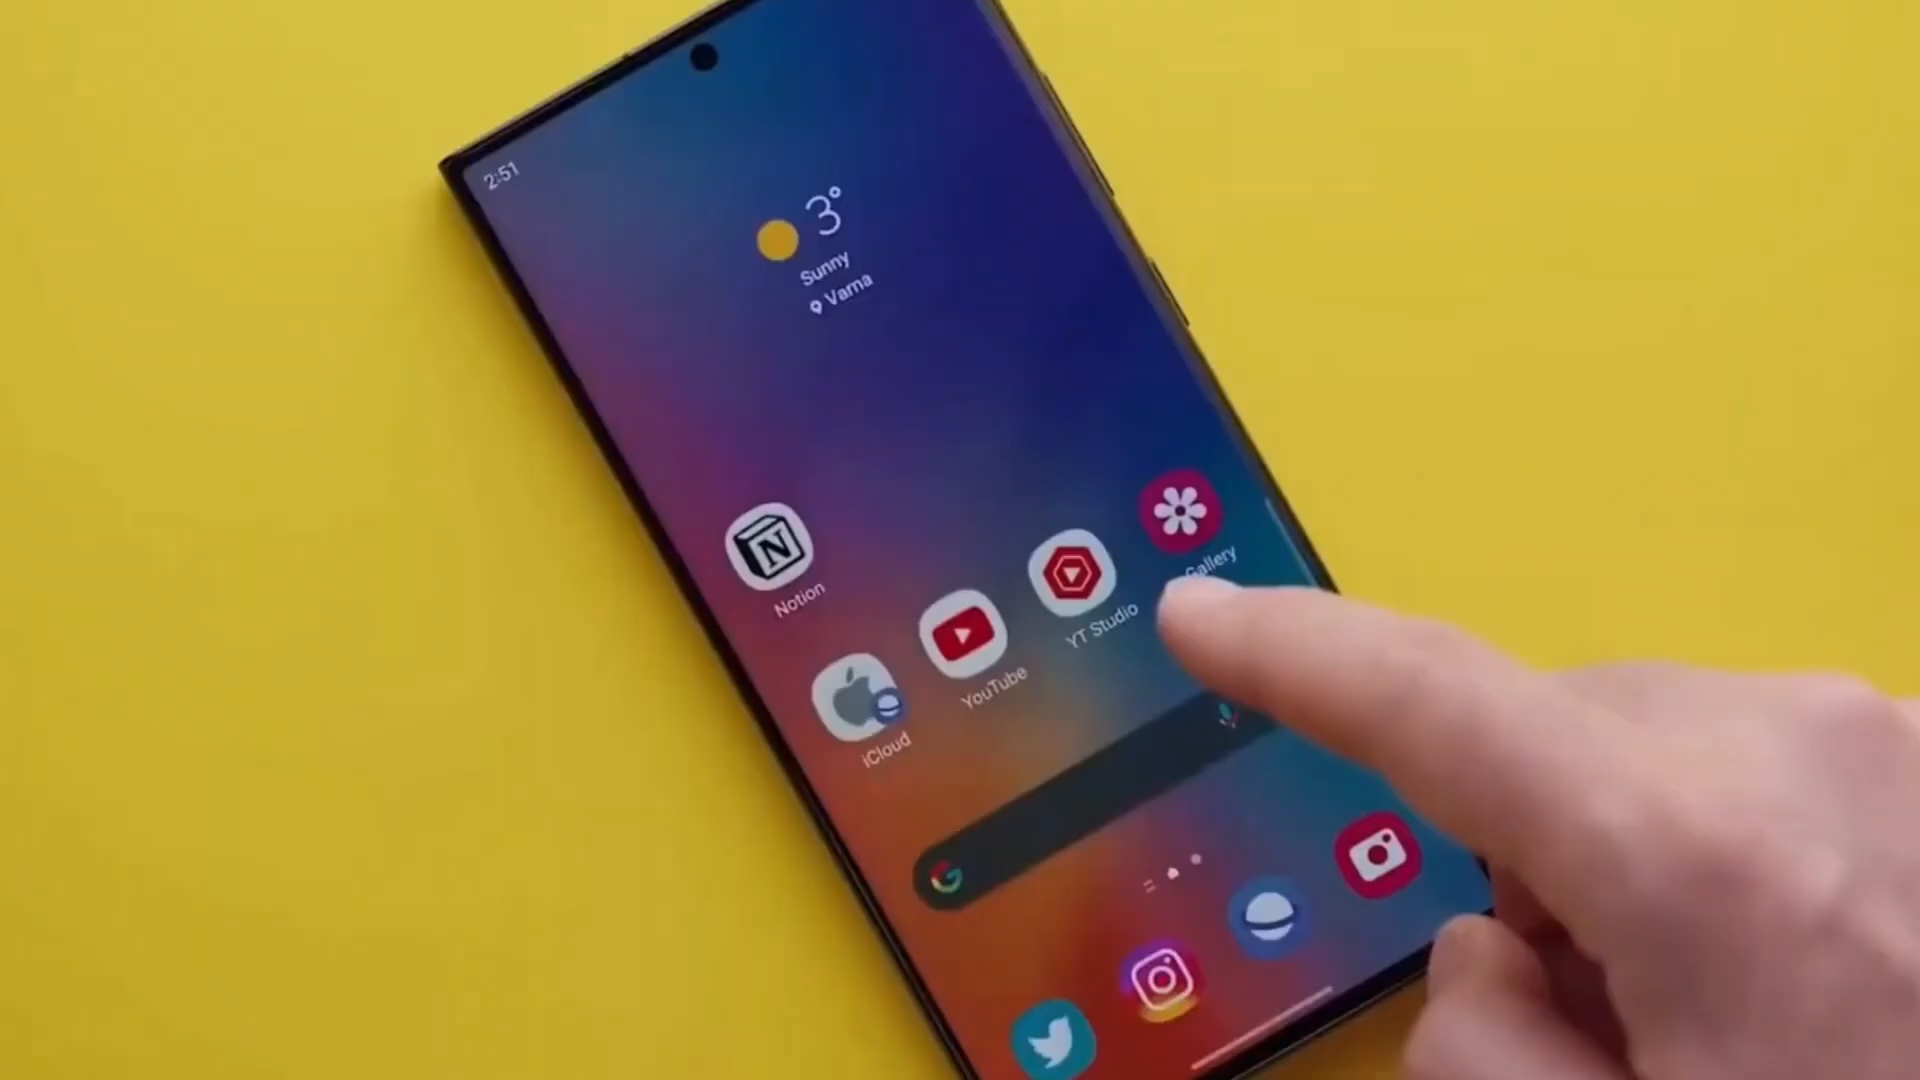 2:51
3°
Sunny
Varna
N
Notion
iCloud
YouTube
YT Studio
Gallery
G